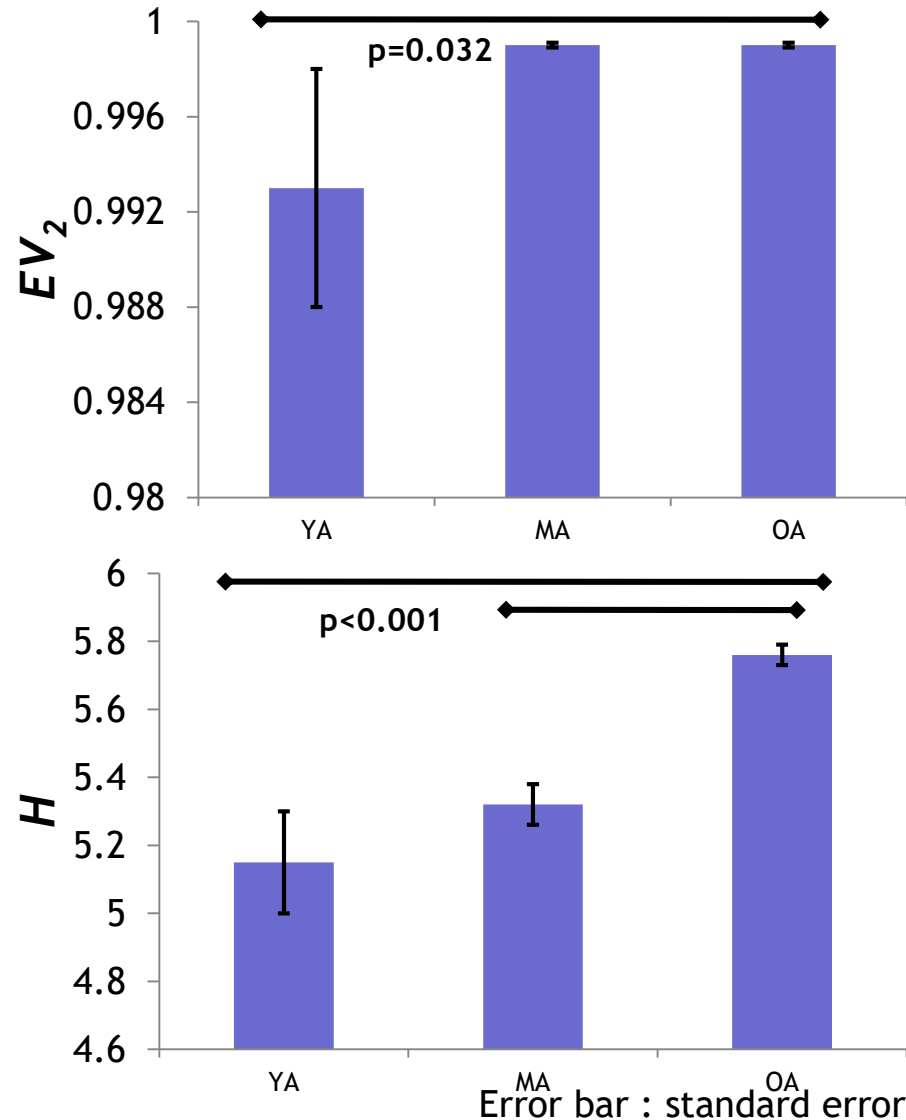 1
p=0.032
0.996
0.992
EV2
0.988
0.984
0.98
YA MA OA
6
p<0.001
5.8
5.6
5.4
H
5.2
5
4.8
4.6
YA MA OA
Error bar : standard error